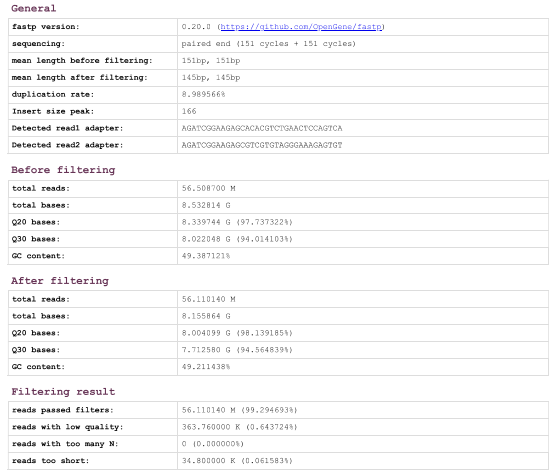 General
fastp version: 0.20.0 (https://github.com/OpenGene/fastp)
sequencing: paired end (151 cycles + 151 cycles)
mean length before filtering: 151bp, 151bp
mean length after filtering: 145bp, 145bp
duplication rate: 8.989566%
Insert size peak: 166
Detected read1 adapter: AGATCGGAAGAGCACACGTCTGAACTCCAGTCA
Detected read2 adapter: AGATCGGAAGAGCGTCGTGTAGGGAAAGAGTGT
Before filtering
total reads: 56.508700 M
total bases: 8.532814 G
Q20 bases: 8.339744 G (97.737322%)
Q30 bases: 8.022048 G (94.014103%)
GC content: 49.387121%
After filtering
total reads: 56.110140 M
total bases: 8.155864 G
Q20 bases: 8.004099 G (98.139185%)
Q30 bases: 7.712580 G (94.564839%)
GC content: 49.211438%
Filtering result
reads passed filters: 56.110140 M (99.294693%)
reads with low quality: 363.760000 K (0.643724%)
reads with too many N: 0 (0.000000%)
reads too short: 34.800000 K (0.061583%)